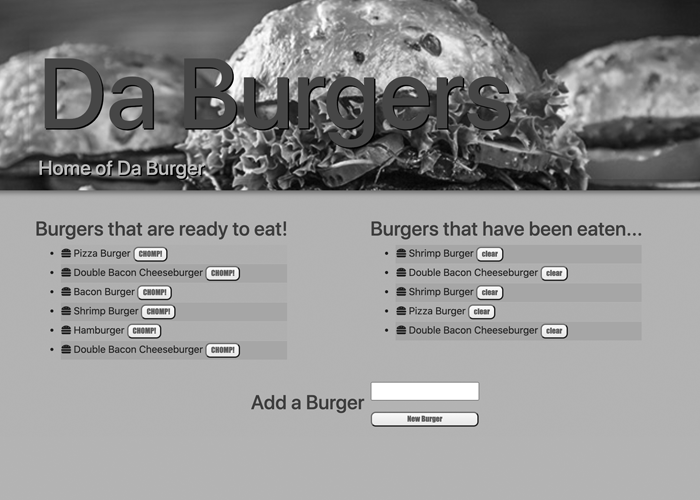 Da Burgers
Home of Da Burger
Burgers that are ready to eat!
Pizza Burger CHOMP!
Double Bacon Cheeseburger CHOMP!
Bacon Burger CHOMP!
Shrimp Burger CHOMP!
Hamburger CHOMP!
Double Bacon Cheeseburger CHOMP!
Burgers that have been eaten...
Shrimp Burger clear
Double Bacon Cheeseburger clear
Shrimp Burger clear
Pizza Burger clear
Double Bacon Cheeseburger clear
Add a Burger
New Burger